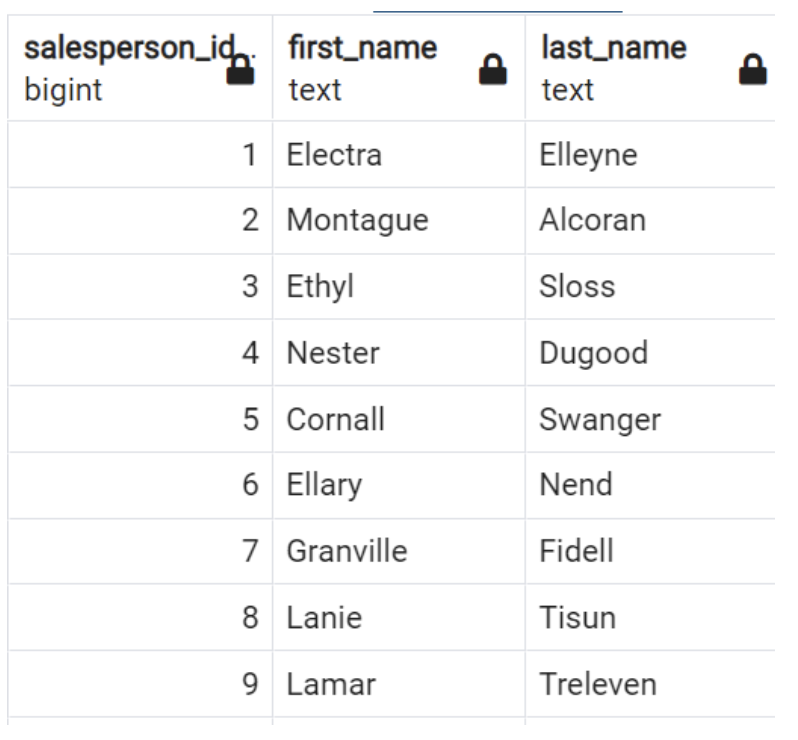 salesperson_id.. first_name last_name
bigint text text
1 Electra Elleyne
2 Montague Alcoran
3 Ethyl Sloss
4 Nester Dugood
5 Cornall Swanger
6 Ellary Nend
7 Granville Fidell
8 Lanie Tisun
9 Lamar Treleven